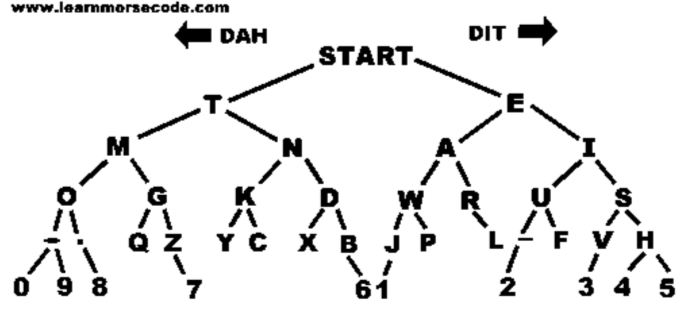 www.learnmorsecode.com
DAH DIT
START
T E
M N A I
O G K D W R U S
- . Q Z Y C X B J P L - F V H
0 9 8 7 6 1 2 3 4 5